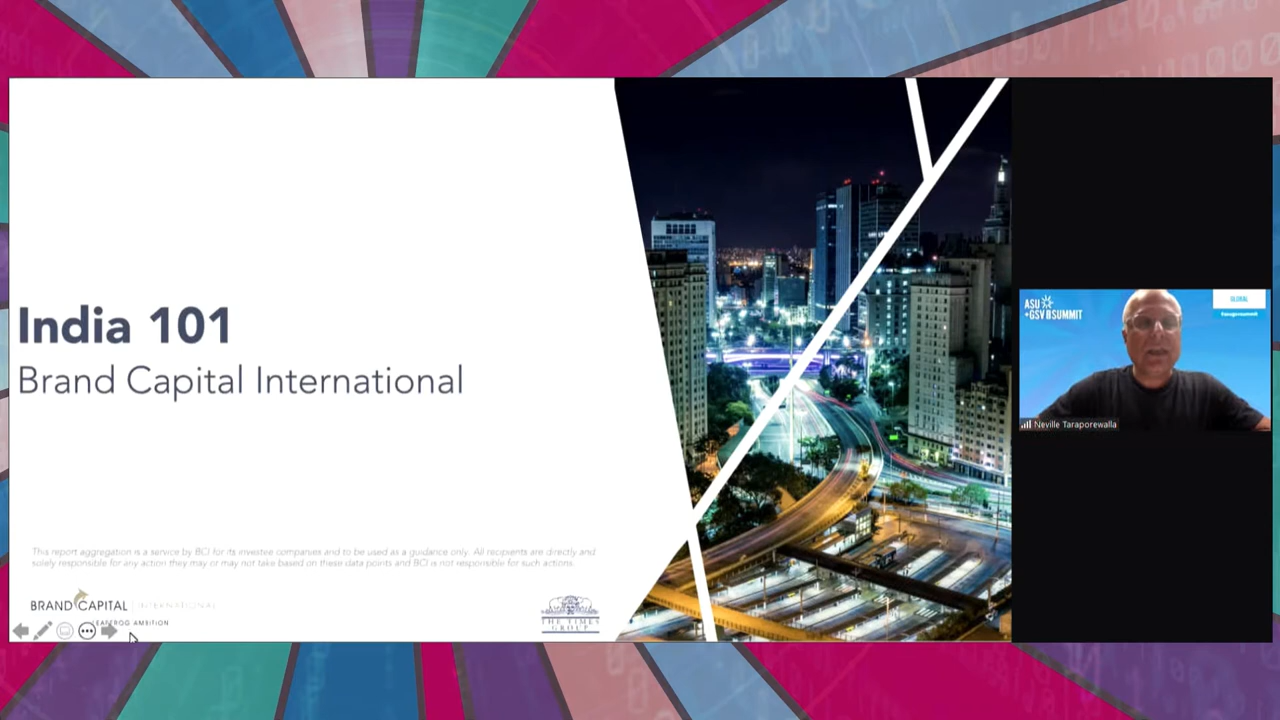 India 101
Brand Capital International
This report aggregation is a service by BCI for its investee companies and to be used as a guidance only. All recipients are directly and
solely responsible for any action they may or may not take based on these data points and BCI is not responsible for such actions.
BRAND CAPITAL INTERNATIONAL
LEAPFROG AMBITION
THE TIMES
GROUP
ASU
+GSV SUMMIT
GLOBAL
#asugsvsummit
Neville Taraporewalla